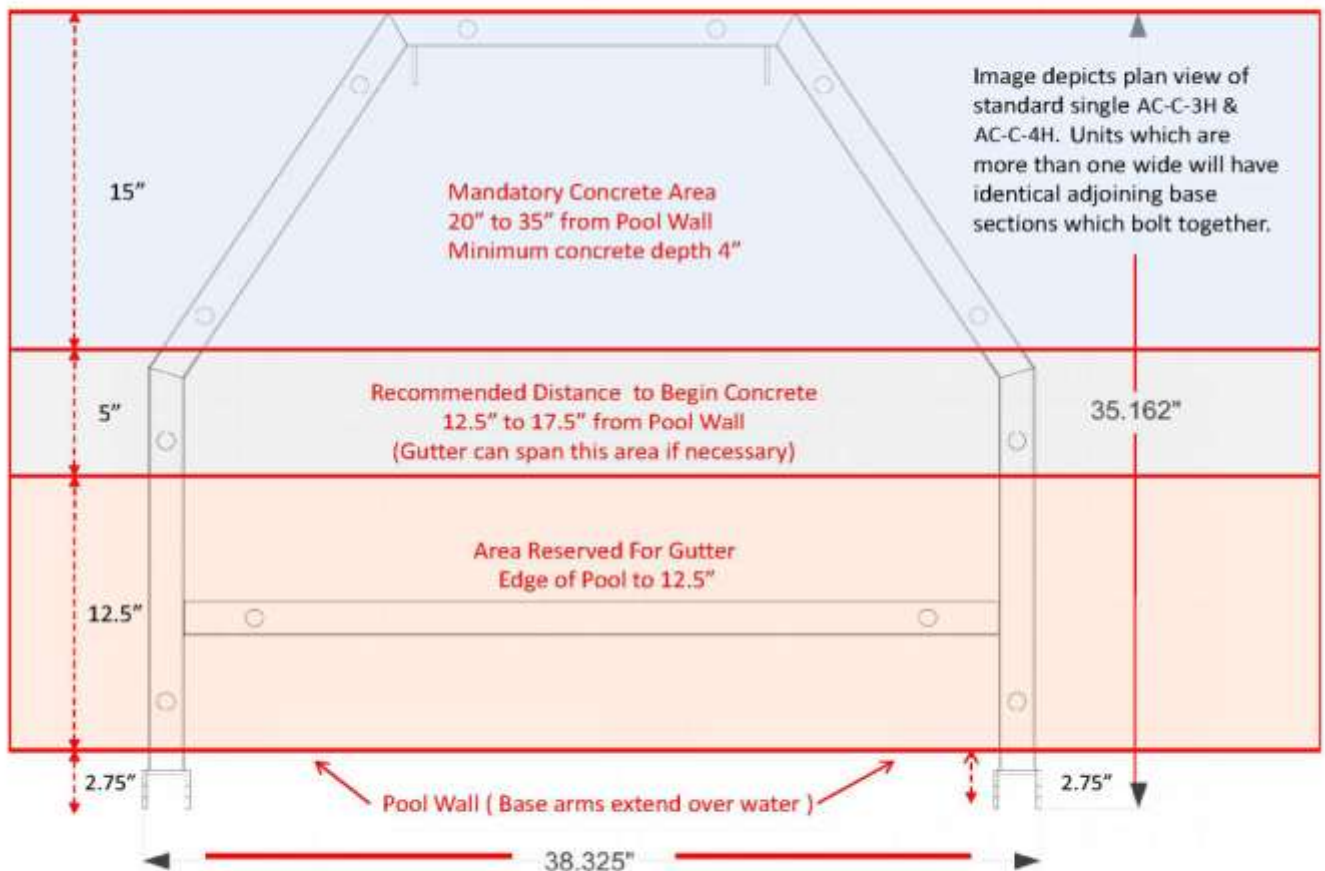 15”
Mandatory Concrete Area
20” to 35” from Pool Wall
Minimum concrete depth 4”
Image depicts plan view of
standard single AC-C-3H &
AC-C-4H. Units which are
more than one wide will have
identical adjoining base
sections which bolt together.
5”
Recommended Distance to Begin Concrete
12.5” to 17.5” from Pool Wall
(Gutter can span this area if necessary)
35.162"
Area Reserved For Gutter
Edge of Pool to 12.5”
12.5”
2.75”
Pool Wall ( Base arms extend over water )
2.75”
38.325"